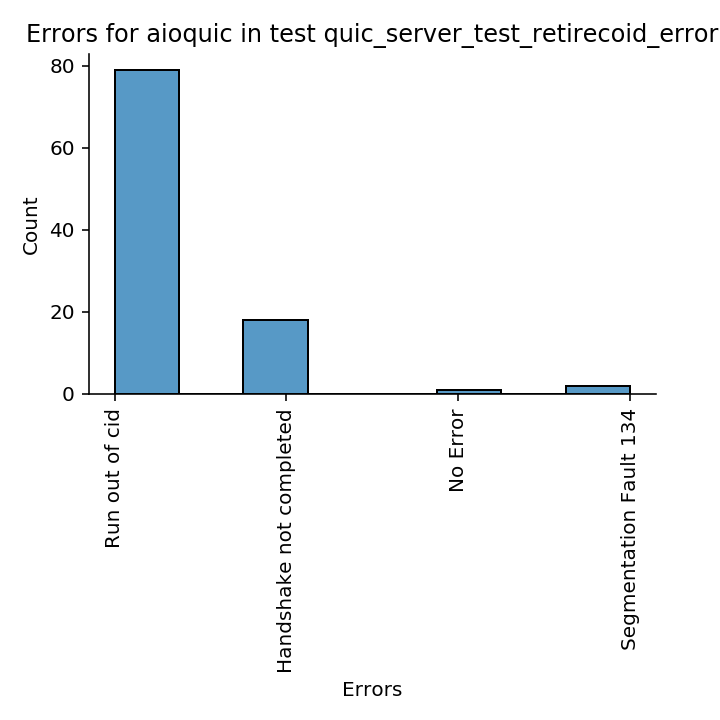 Errors for aioquic in test quic_server_test_retirecoid_error
80
60
40
20
0
Count
Run out of cid
Handshake not completed
No Error
Segmentation Fault 134
Errors